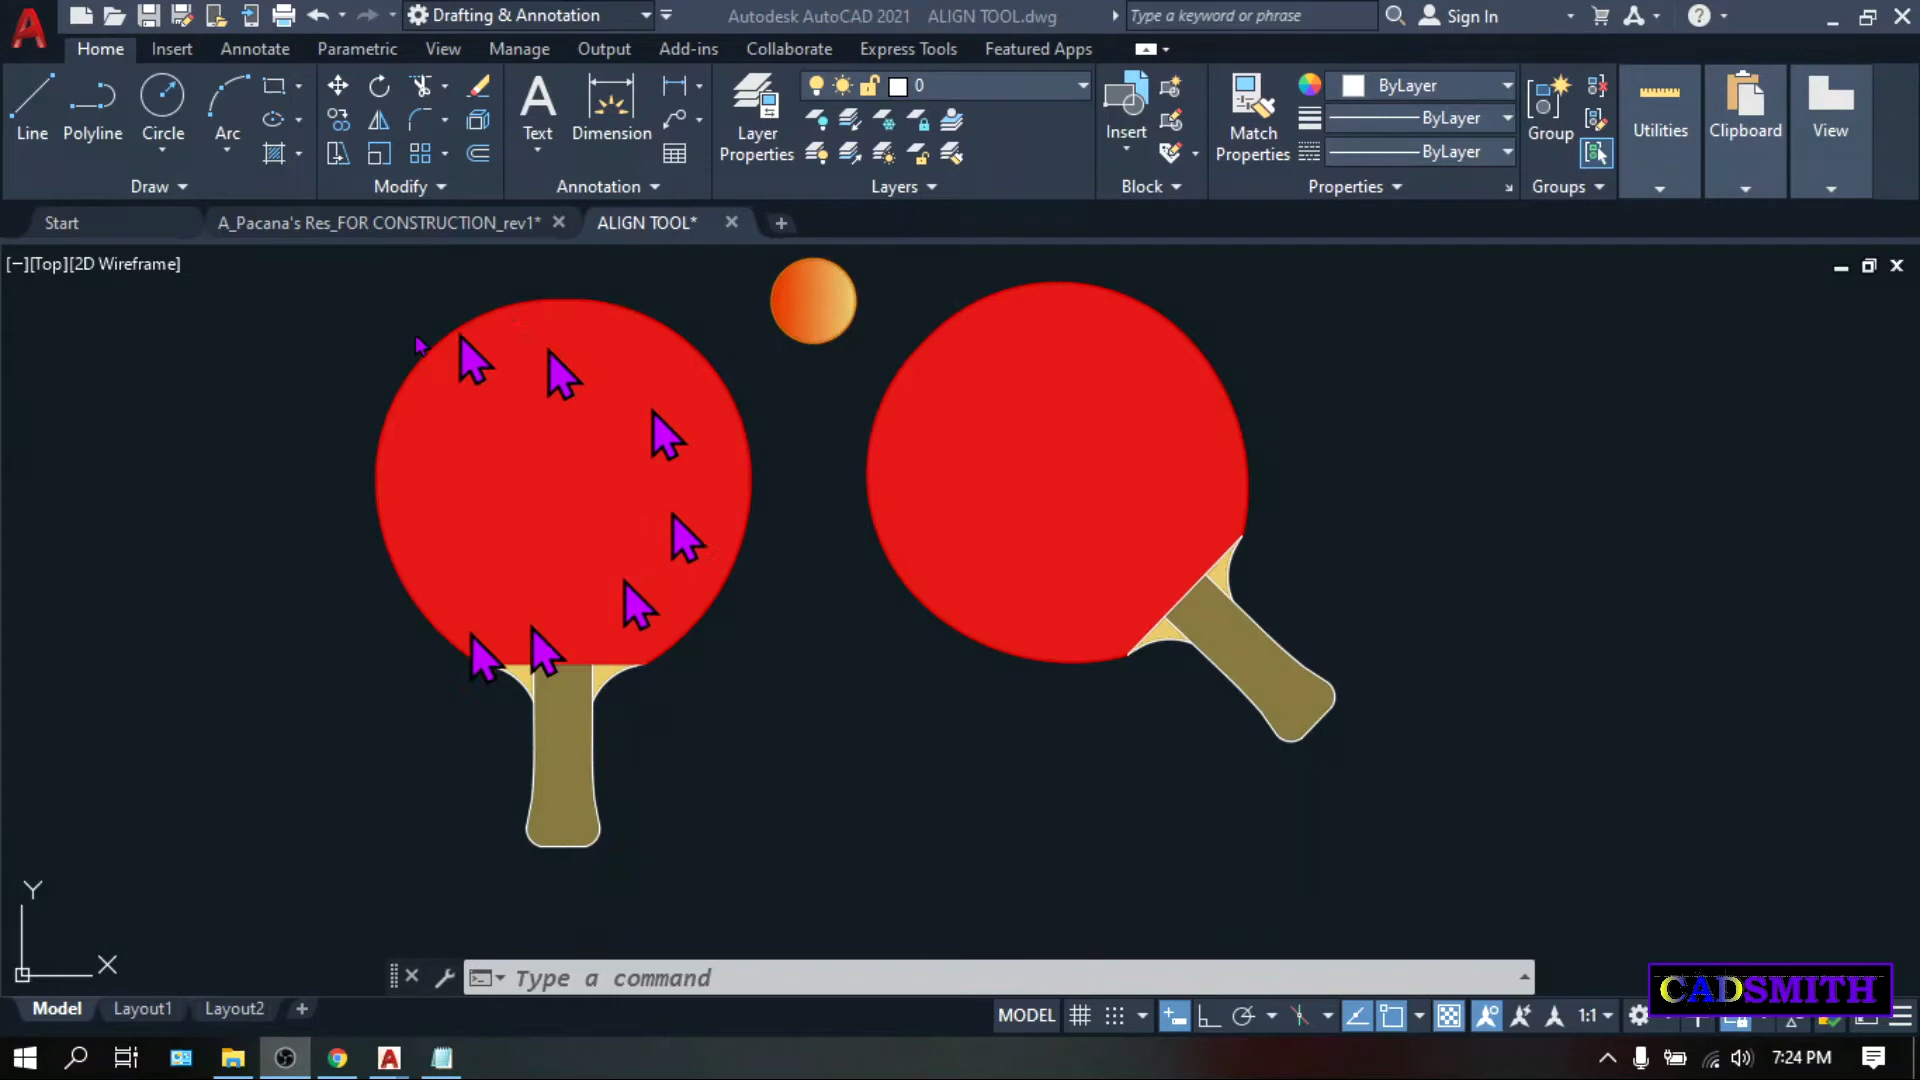 Drafting & Annotation
Autodesk AutoCAD 2021 ALIGN TOOL.dwg
Type a keyword or phrase
Sign In
Home Insert Annotate Parametric View Manage Output Add-ins Collaborate Express Tools Featured Apps
0
ByLayer
Line Polyline Circle Arc
Text Dimension
Layer Properties
Insert
Match Properties
ByLayer
Group
Utilities Clipboard View
ByLayer
Draw Modify Annotation Layers Block Properties Groups
Start A_Pacana's Res_FOR CONSTRUCTION_rev1* ALIGN TOOL*
[−][Top][2D Wireframe]
Y
X
Type a command
CADSMITH
Model Layout1 Layout2
MODEL
1:1
7:24 PM